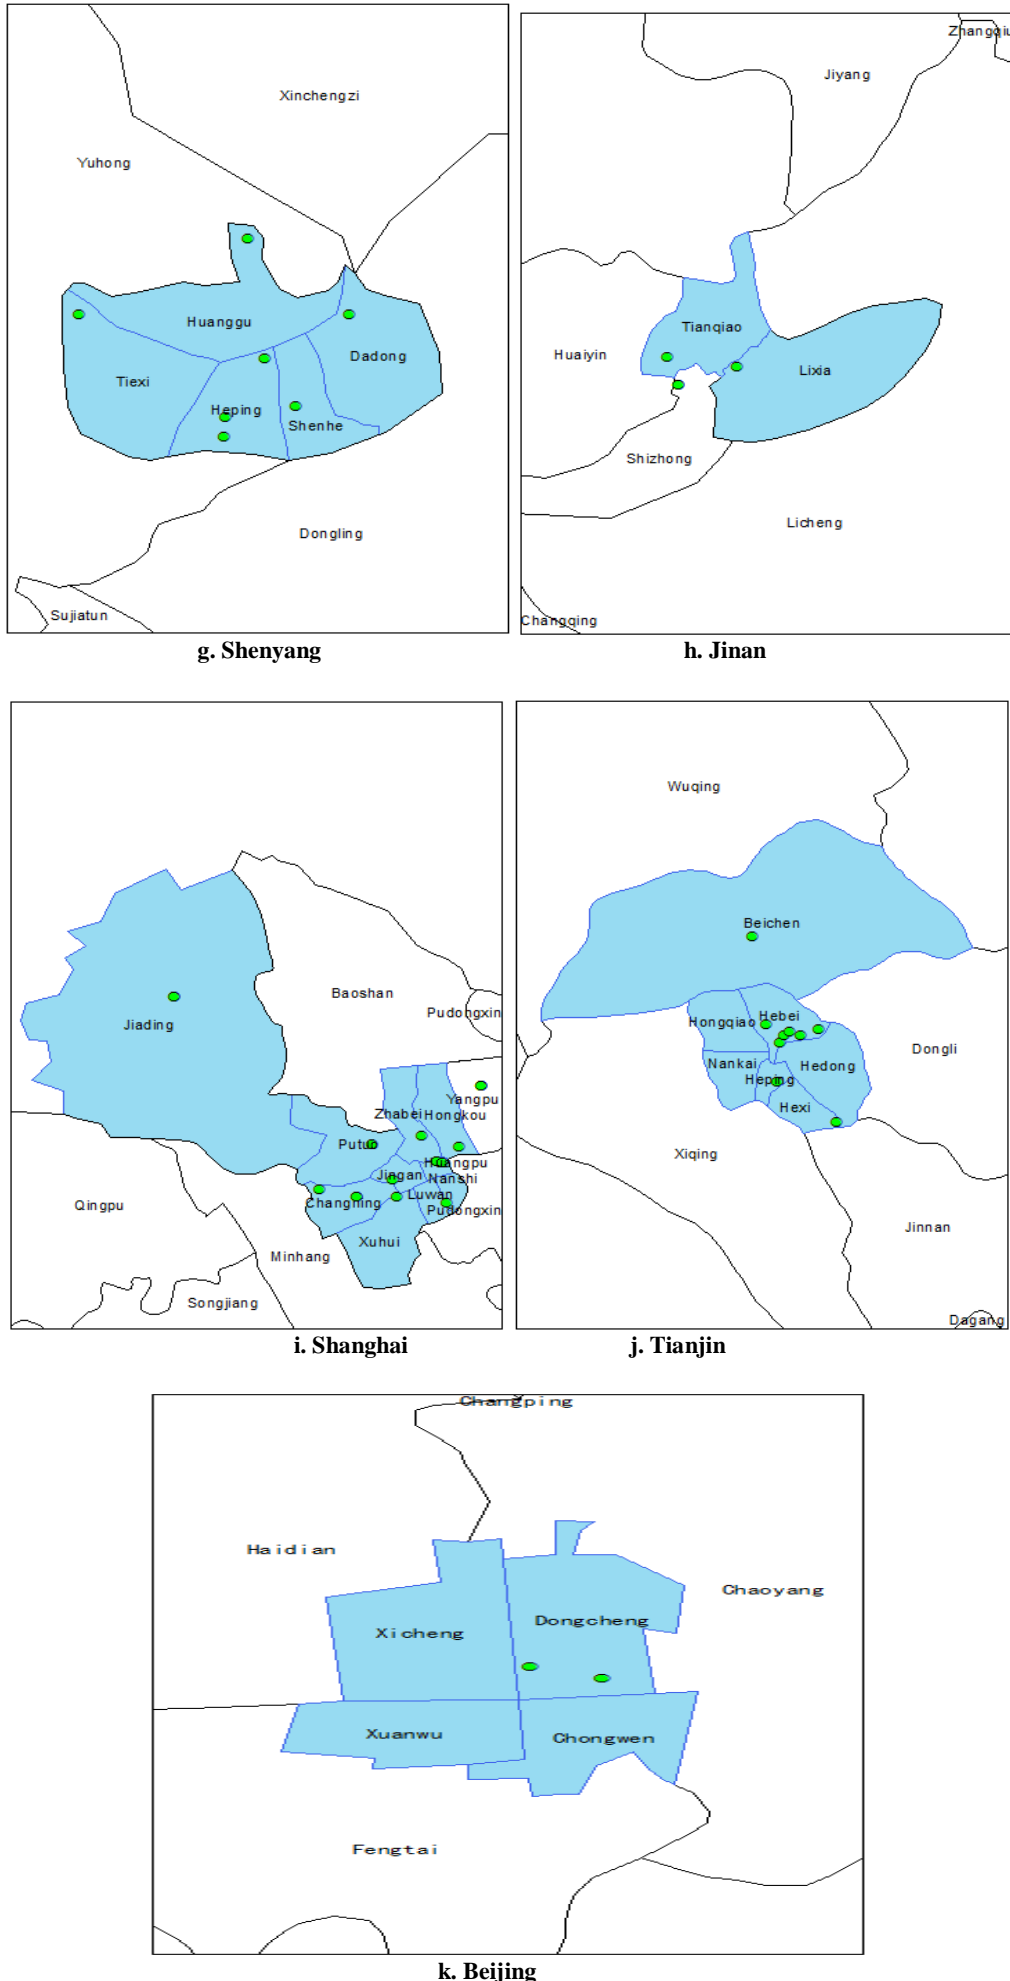 Xinchengzi
Yuhong
Huanggu
Dadong
Tiexi
Heping
Shenhe
Dongling
Sujiatun
g. Shenyang
Zhangqiu
Jiyang
Tianqiao
Huaiyin
Lixia
Shizhong
Licheng
Changqing
h. Jinan
Baoshan
Pudongxin
Jiading
Yangpu
Zhabei
Hongkou
Putuo
Huangpu
Jingan
Nanshi
Luwan
Changning
Pudongxin
Qingpu
Xuhui
Minhang
Songjiang
i. Shanghai
Wuqing
Beichen
Hebei
Hongqiao
Dongli
Nankai
Hedong
Heping
Hexi
Xiqing
Jinnan
Dagang
j. Tianjin
Changping
Haidian
Chaoyang
Dongcheng
Xicheng
Xuanwu
Chongwen
Fengtai
k. Beijing